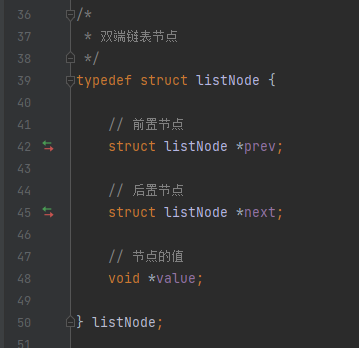 36 /*
37 * 双端链表节点
38 */
39 typedef struct listNode {
40
41 // 前置节点
42 struct listNode *prev;
43
44 // 后置节点
45 struct listNode *next;
46
47 // 节点的值
48 void *value;
49
50 } listNode;
51